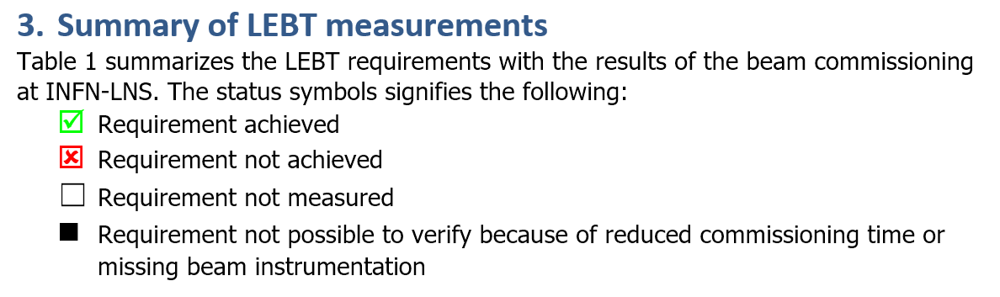 3. Summary of LEBT measurements
Table 1 summarizes the LEBT requirements with the results of the beam commissioning
at INFN-LNS. The status symbols signifies the following:
Requirement achieved
Requirement not achieved
Requirement not measured
Requirement not possible to verify because of reduced commissioning time or
missing beam instrumentation